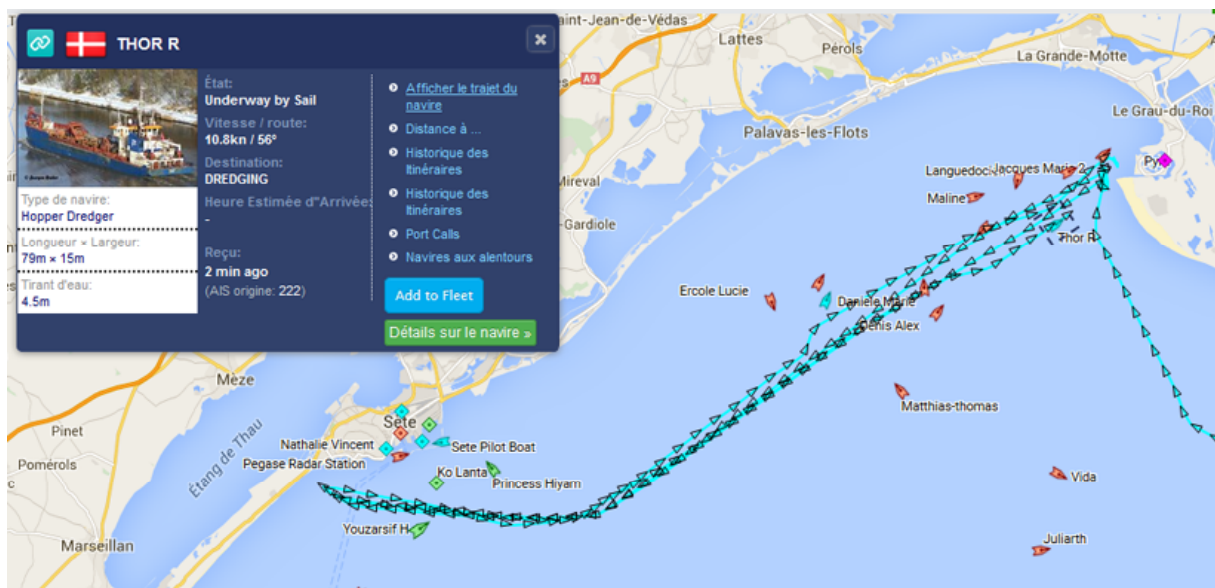 THOR R
État:
Underway by Sail
Vitesse / route:
10.8kn / 56°
Destination:
DREDGING
Heure Estimée d"Arrivée:
-
Reçu:
2 min ago
(AIS origine: 222)
Type de navire:
Hopper Dredger
Longueur × Largeur:
79m × 15m
Tirant d'eau:
4.5m
Afficher le trajet du
navire
Distance à ...
Historique des
Itinéraires
Historique des
Itinéraires
Port Calls
Navires aux alentours
Add to Fleet
Détails sur le navire »
aint-Jean-de-Védas
Lattes
Pérols
La Grande-Motte
A9
Le Grau-du-Roi
Palavas-les-Flots
Jacques Marie 2
Maline
Mireval
-Gardiole
Thor R
Ercole Lucie
Daniele Marie
Denis Alex
Mèze
Matthias-thomas
Pinet
Sete
Nathalie Vincent
Sete Pilot Boat
Pomérols
Étang de Thau
Pegase Radar Station
Ko Lanta
Princess Hiyam
Vida
Youzarsif H
Marseillan
Juliarth